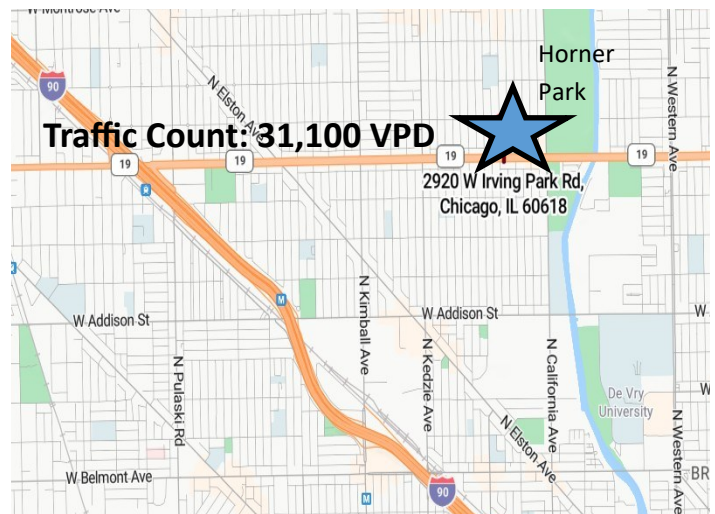 W Montrose Ave
Horner
Park
90
N Elston Ave
N Western Ave
Traffic Count: 31,100 VPD
19
19
19
19
2920 W Irving Park Rd,
Chicago, IL 60618
M
W Addison St
W
N Kimball Ave
N Pulaski Rd
N Kedzie Ave
N California Ave
De Vry
University
W
N Elston Ave
N Western Ave
W Belmont Ave
90
M
BR